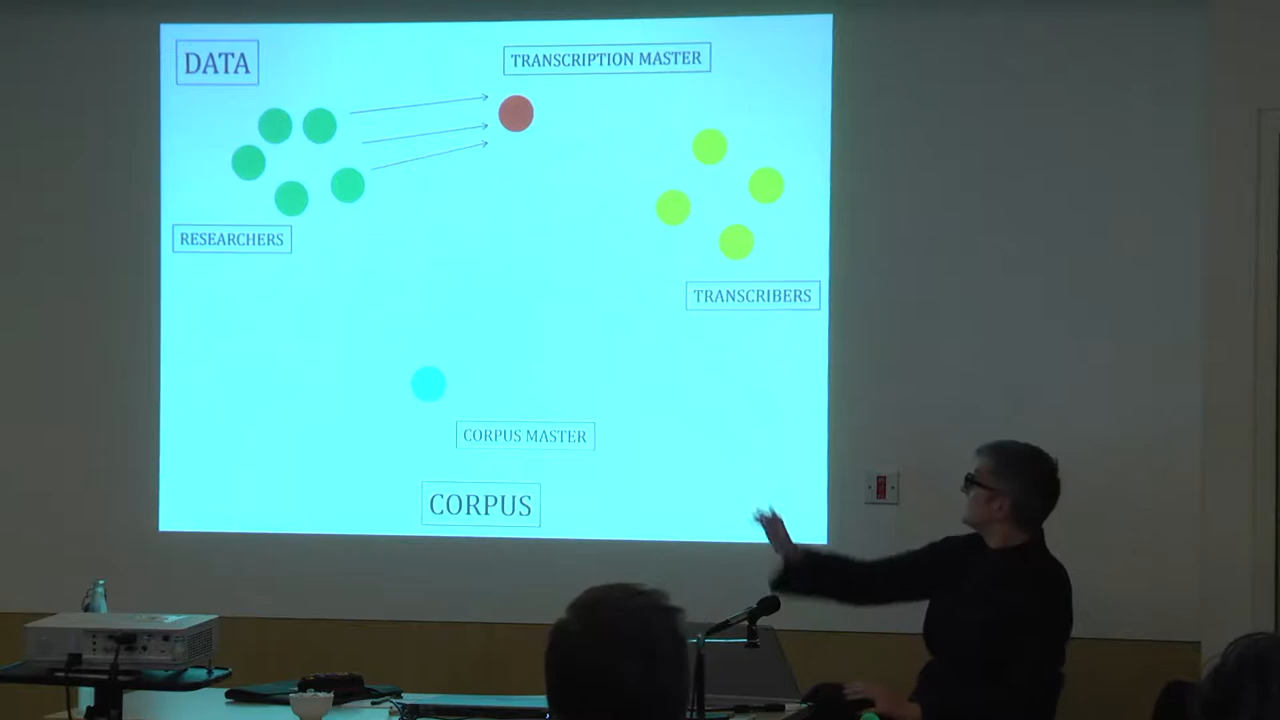 DATA
TRANSCRIPTION MASTER
RESEARCHERS
TRANSCRIBERS
CORPUS MASTER
CORPUS